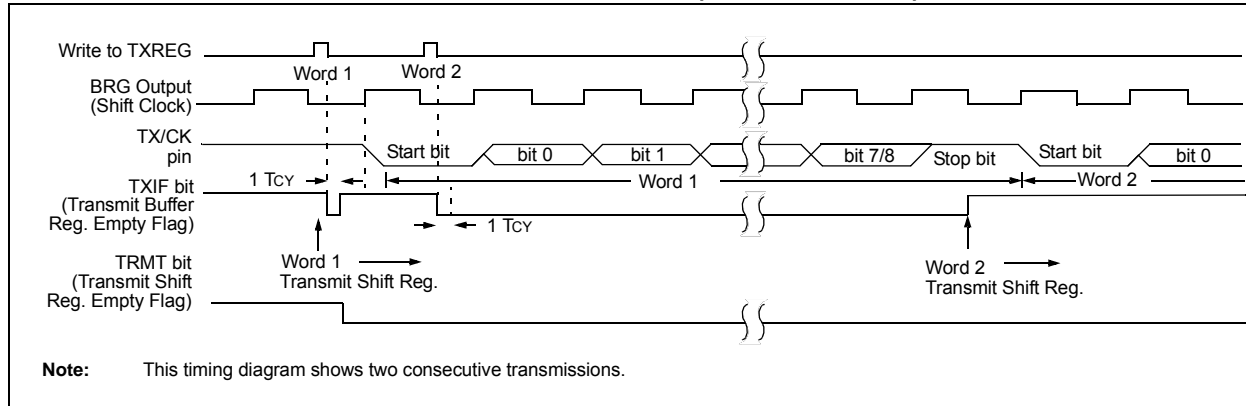 Write to TXREG
Word 1
Word 2
BRG Output
(Shift Clock)
TX/CK
pin
Start bit
bit 0
bit 1
bit 7/8
Stop bit
Start bit
bit 0
1 TCY
Word 1
Word 2
TXIF bit
(Transmit Buffer
Reg. Empty Flag)
1 TCY
Word 1
Transmit Shift Reg.
Word 2
Transmit Shift Reg.
TRMT bit
(Transmit Shift
Reg. Empty Flag)
Note: This timing diagram shows two consecutive transmissions.